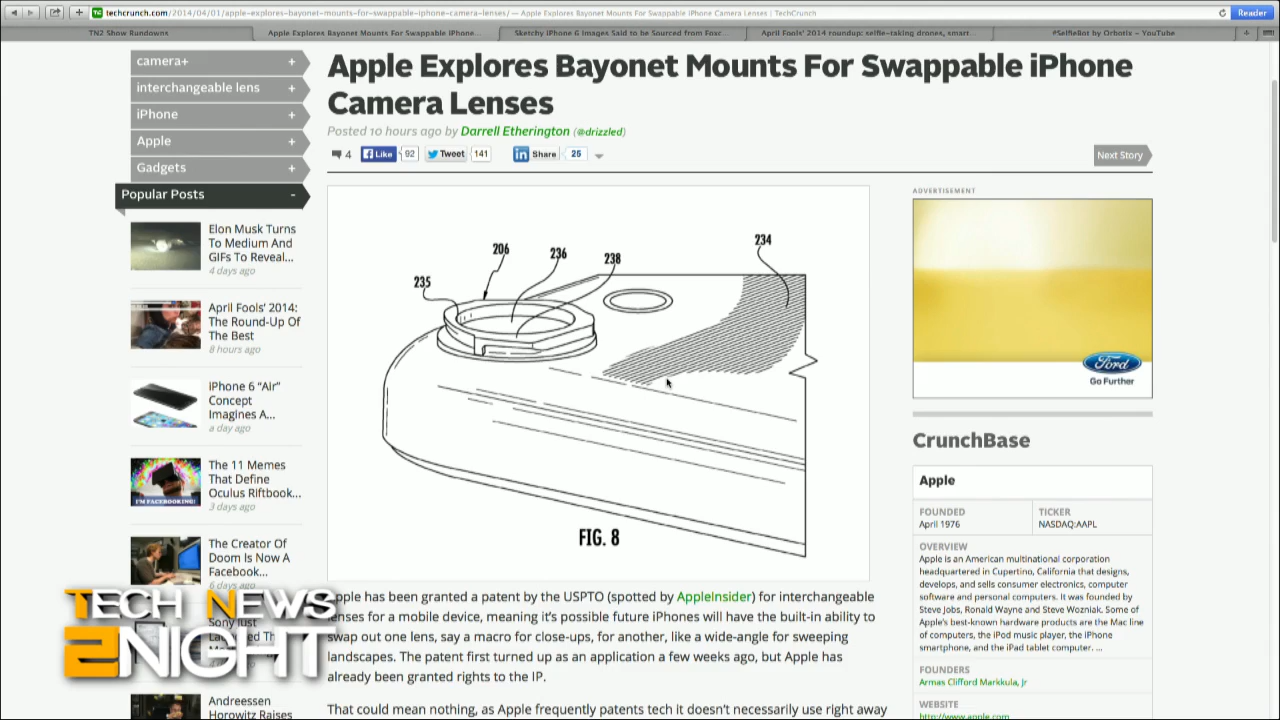 techcrunch.com/2014/04/01/apple-explores-bayonet-mounts-for-swappable-iphone-camera-lenses/ — Apple Explores Bayonet Mounts For Swappable iPhone Camera Lenses | TechCrunch
Reader
TN2 Show Rundowns
Apple Explores Bayonet Mounts For Swappable iPhone...
Sketchy iPhone 6 Images Said to be Sourced from Foxc...
April Fools' 2014 roundup: selfie-taking drones, smart...
#SelfieBot by Orbotix – YouTube
camera+ +
interchangeable lens +
iPhone +
Apple +
Gadgets +
Popular Posts -
Elon Musk Turns
To Medium And
GIFs To Reveal...
4 days ago
April Fools' 2014:
The Round-Up Of
The Best
8 hours ago
iPhone 6 “Air”
Concept
Imagines A...
a day ago
I'M FACEBOOKING!
The 11 Memes
That Define
Oculus Riftbook...
3 days ago
The Creator Of
Doom Is Now A
Facebook...
6 days ago
Sony Just
Andreessen
Horowitz Raises
Apple Explores Bayonet Mounts For Swappable iPhone
Camera Lenses
Posted 10 hours ago by Darrell Etherington (@drizzled)
4 Like 92 Tweet 141 in Share 25
Next Story
206
236
238
234
235
FIG. 8
Apple has been granted a patent by the USPTO (spotted by AppleInsider) for interchangeable
lenses for a mobile device, meaning it's possible future iPhones will have the built-in ability to
swap out one lens, say a macro for close-ups, for another, like a wide-angle for sweeping
landscapes. The patent first turned up as an application a few weeks ago, but Apple has
already been granted rights to the IP.
That could mean nothing, as Apple frequently patents tech it doesn't necessarily use right away
ADVERTISEMENT
Ford
Go Further
CrunchBase
Apple
FOUNDED
April 1976
TICKER
NASDAQ:AAPL
OVERVIEW
Apple is an American multinational corporation
headquartered in Cupertino, California that designs,
develops, and sells consumer electronics, computer
software and personal computers. It was founded by
Steve Jobs, Ronald Wayne and Steve Wozniak. Some of
Apple's best-known hardware products are the Mac line
of computers, the iPod music player, the iPhone
smartphone, and the iPad tablet computer. ...
FOUNDERS
Armas Clifford Markkula, Jr
WEBSITE
http://www.apple.com
TECH NEWS
2NIGHT